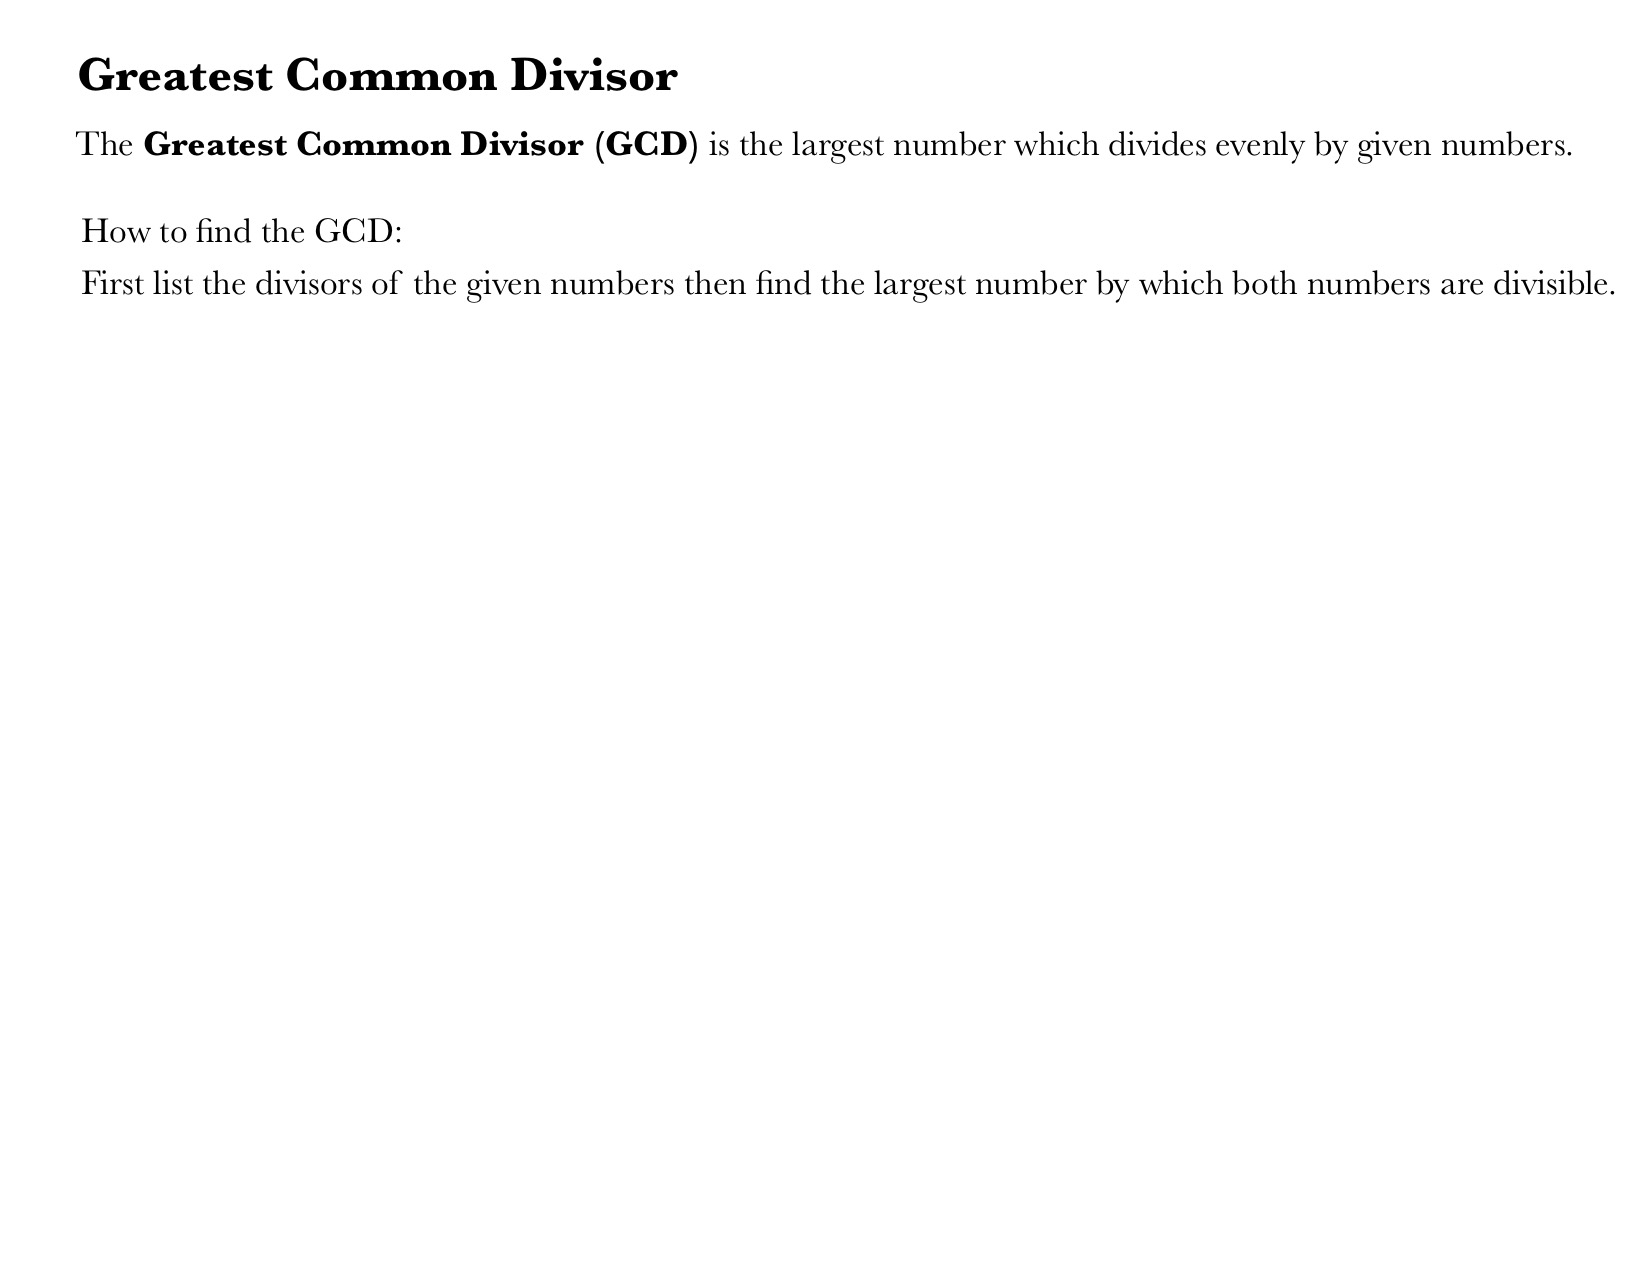 Greatest Common Divisor
The Greatest Common Divisor (GCD) is the largest number which divides evenly by given numbers.
How to find the GCD:
First list the divisors of the given numbers then find the largest number by which both numbers are divisible.